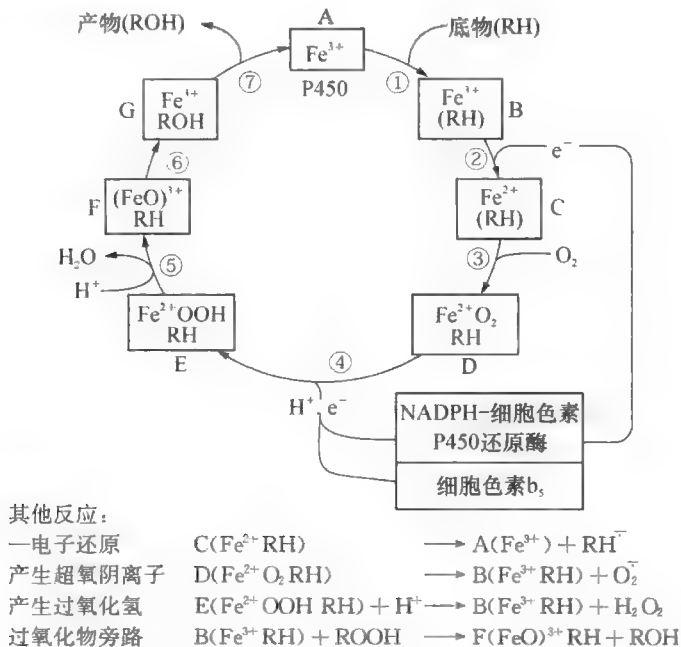 产物(ROH)
A
Fe³⁺
P450
底物(RH)
⑦
①
G
Fe³⁺
ROH
Fe³⁺
(RH)
B
⑥
②
e⁻
F
(FeO)³⁺
RH
Fe²⁺
(RH)
C
H₂O
H⁺
⑤
③
O₂
Fe²⁺OOH
RH
E
Fe²⁺O₂
RH
D
④
H⁺ e⁻
NADPH-细胞色素
P450还原酶
细胞色素b₅
其他反应：
一电子还原 C(Fe²⁺ RH) ⟶ A(Fe³⁺) + RH⁻
产生超氧阴离子 D(Fe²⁺O₂RH) ⟶ B(Fe³⁺ RH) + O₂⁻
产生过氧化氢 E(Fe²⁺ OOH RH) + H⁺ ⟶ B(Fe³⁺ RH) + H₂O₂
过氧化物旁路 B(Fe³⁺ RH) + ROOH ⟶ F(FeO)³⁺ RH + ROH